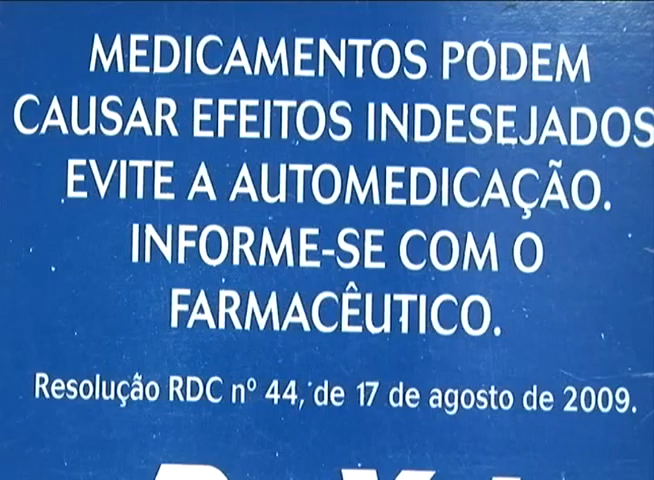 MEDICAMENTOS PODEM
CAUSAR EFEITOS INDESEJADOS
EVITE A AUTOMEDICAÇÃO.
INFORME-SE COM O
FARMACÊUTICO.
Resolução RDC nº 44, de 17 de agosto de 2009.